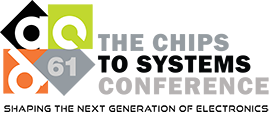 61
THE CHIPS
TO SYSTEMS
CONFERENCE
SHAPING THE NEXT GENERATION OF ELECTRONICS